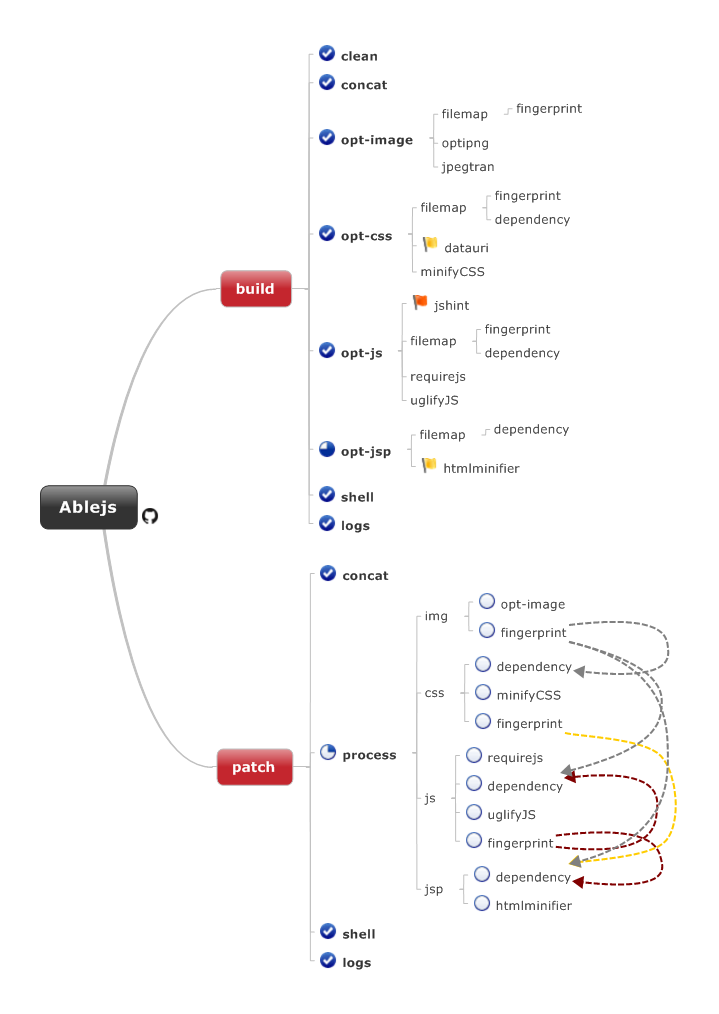 clean
concat
opt-image
filemap
fingerprint
optipng
jpegtran
opt-css
filemap
fingerprint
dependency
datauri
minifyCSS
build
opt-js
jshint
filemap
fingerprint
dependency
requirejs
uglifyJS
opt-jsp
filemap
dependency
htmlminifier
shell
logs
Ablejs
concat
patch
process
img
opt-image
fingerprint
css
dependency
minifyCSS
fingerprint
js
requirejs
dependency
uglifyJS
fingerprint
jsp
dependency
htmlminifier
shell
logs